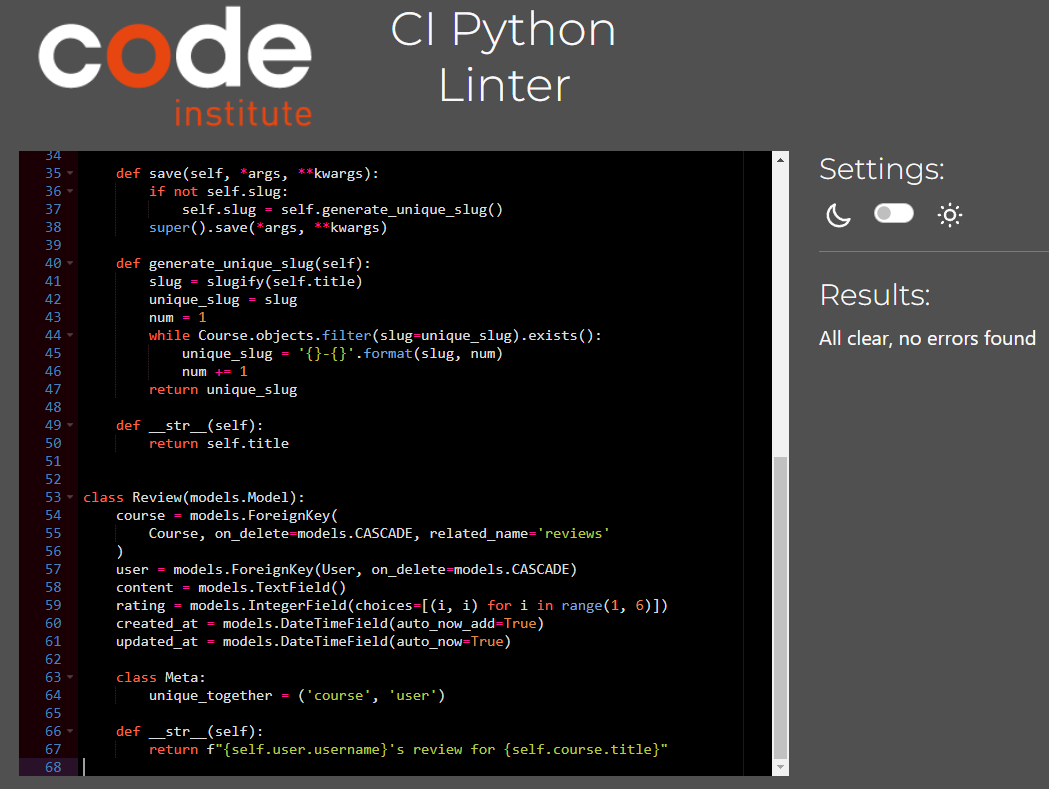 code
institute
CI Python
Linter
34
35 def save(self, *args, **kwargs):
36 if not self.slug:
37 self.slug = self.generate_unique_slug()
38 super().save(*args, **kwargs)
39
40 def generate_unique_slug(self):
41 slug = slugify(self.title)
42 unique_slug = slug
43 num = 1
44 while Course.objects.filter(slug=unique_slug).exists():
45 unique_slug = '{}-{}'.format(slug, num)
46 num += 1
47 return unique_slug
48
49 def __str__(self):
50 return self.title
51
52
53 class Review(models.Model):
54 course = models.ForeignKey(
55 Course, on_delete=models.CASCADE, related_name='reviews'
56 )
57 user = models.ForeignKey(User, on_delete=models.CASCADE)
58 content = models.TextField()
59 rating = models.IntegerField(choices=[(i, i) for i in range(1, 6)])
60 created_at = models.DateTimeField(auto_now_add=True)
61 updated_at = models.DateTimeField(auto_now=True)
62
63 class Meta:
64 unique_together = ('course', 'user')
65
66 def __str__(self):
67 return f"{self.user.username}'s review for {self.course.title}"
68
Settings:
Results:
All clear, no errors found